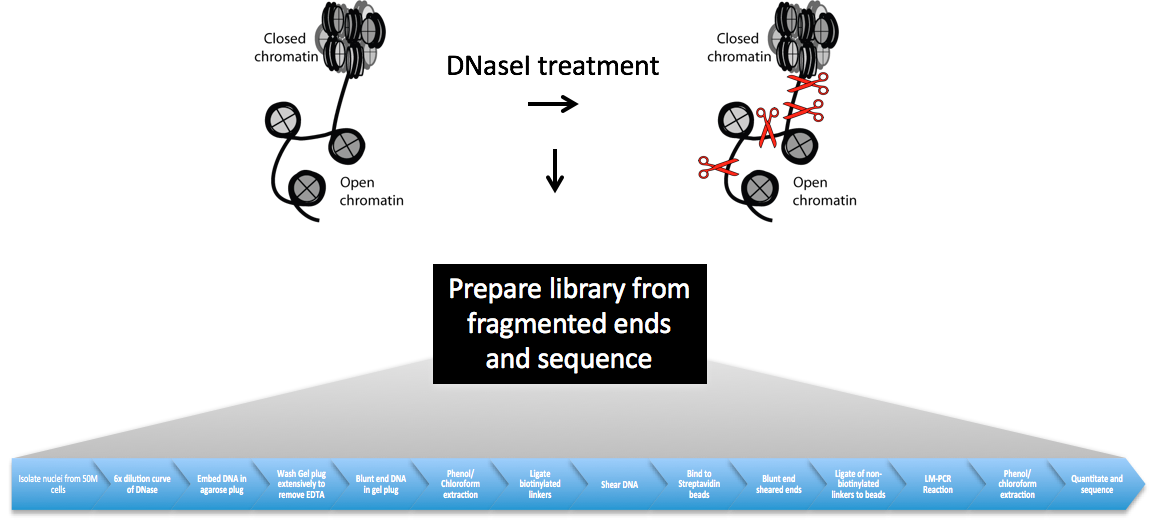 Closed
chromatin
DNaseI treatment
Closed
chromatin
Open
chromatin
Open
chromatin
Prepare library from
fragmented ends
and sequence
Isolate nuclei from 50M
cells
6x dilution curve
of DNase
Embed DNA in
agarose plug
Wash Gel plug
extensively to
remove EDTA
Blunt end DNA
in gel plug
Phenol/
Chloroform
extraction
Ligate
biotinylated
linkers
Shear DNA
Bind to
Streptavidin
beads
Blunt end
sheared ends
Ligate of non-
biotinylated
linkers to beads
LM-PCR
Reaction
Phenol/
chloroform
extraction
Quantitate and
sequence